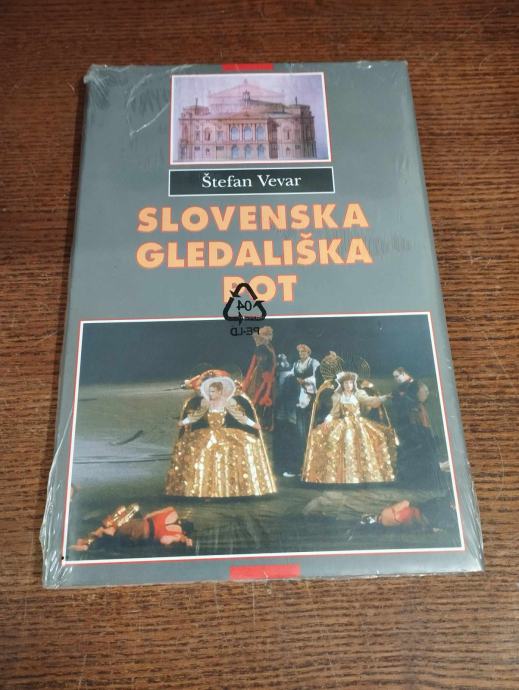 Štefan Vevar
SLOVENSKA
GLEDALIŠKA
POT
04
PE-LD